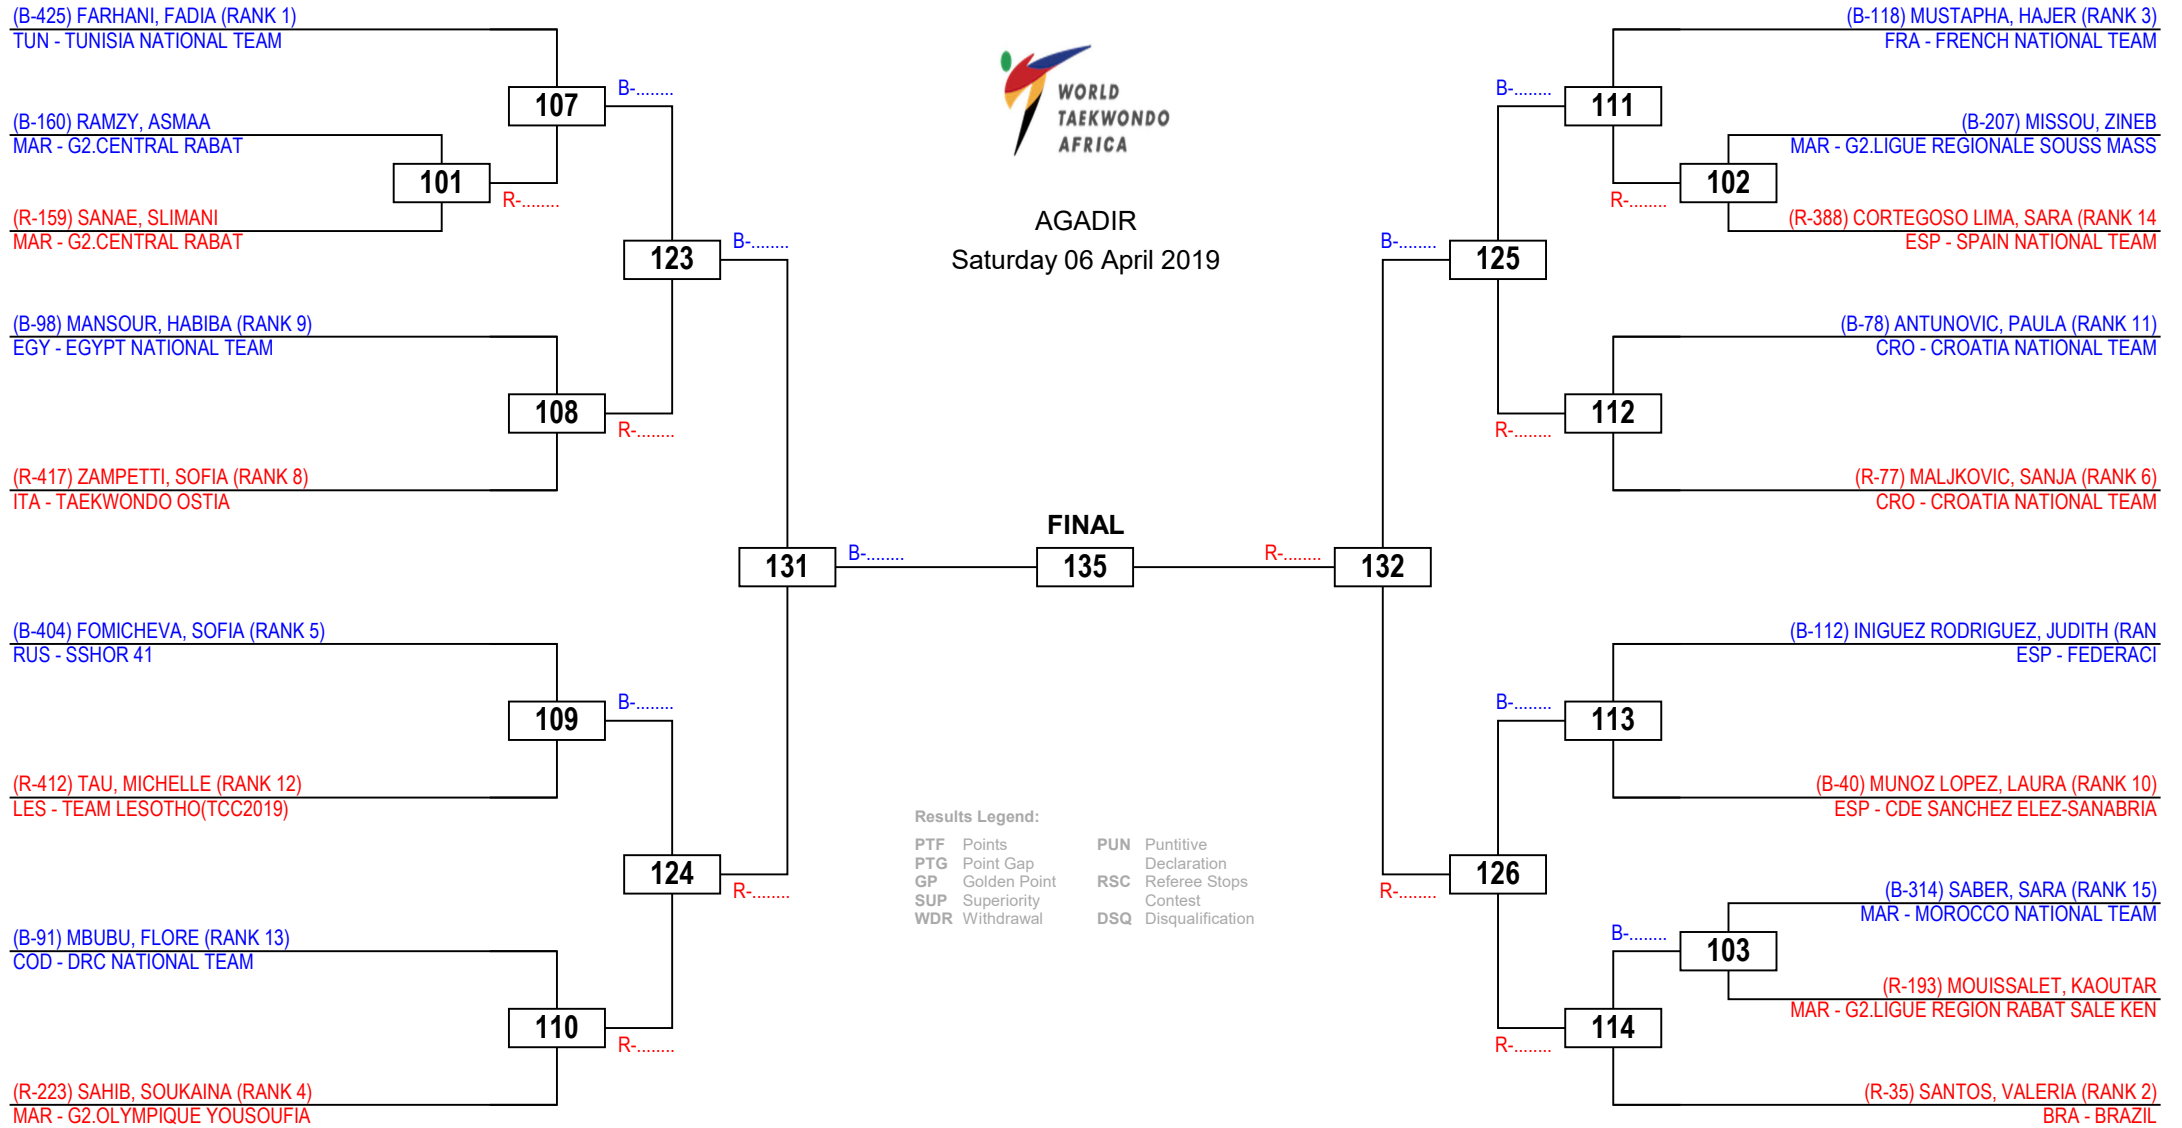 (B-425) FARHANI, FADIA (RANK 1)
TUN - TUNISIA NATIONAL TEAM
(B-160) RAMZY, ASMAA
MAR - G2.CENTRAL RABAT
(R-159) SANAE, SLIMANI
MAR - G2.CENTRAL RABAT
(B-98) MANSOUR, HABIBA (RANK 9)
EGY - EGYPT NATIONAL TEAM
(R-417) ZAMPETTI, SOFIA (RANK 8)
ITA - TAEKWONDO OSTIA
(B-404) FOMICHEVA, SOFIA (RANK 5)
RUS - SSHOR 41
(R-412) TAU, MICHELLE (RANK 12)
LES - TEAM LESOTHO(TCC2019)
(B-91) MBUBU, FLORE (RANK 13)
COD - DRC NATIONAL TEAM
(R-223) SAHIB, SOUKAINA (RANK 4)
MAR - G2.OLYMPIQUE YOUSOUFIA
101
R-........
107
B-........
108
R-........
109
B-........
110
R-........
123
B-........
124
R-........
131
B-........
WORLD
TAEKWONDO
AFRICA
AGADIR
Saturday 06 April 2019
FINAL
135
Results Legend:
PTF Points
PTG Point Gap
GP Golden Point
SUP Superiority
WDR Withdrawal
PUN Puntitive
Declaration
RSC Referee Stops
Contest
DSQ Disqualification
R-........
132
B-........
125
R-........
126
B-........
111
R-........
112
B-........
113
R-........
114
R-........
102
B-........
103
(B-118) MUSTAPHA, HAJER (RANK 3)
FRA - FRENCH NATIONAL TEAM
(B-207) MISSOU, ZINEB
MAR - G2.LIGUE REGIONALE SOUSS MASS
(R-388) CORTEGOSO LIMA, SARA (RANK 14
ESP - SPAIN NATIONAL TEAM
(B-78) ANTUNOVIC, PAULA (RANK 11)
CRO - CROATIA NATIONAL TEAM
(R-77) MALJKOVIC, SANJA (RANK 6)
CRO - CROATIA NATIONAL TEAM
(B-112) INIGUEZ RODRIGUEZ, JUDITH (RAN
ESP - FEDERACI
(B-40) MUNOZ LOPEZ, LAURA (RANK 10)
ESP - CDE SANCHEZ ELEZ-SANABRIA
(B-314) SABER, SARA (RANK 15)
MAR - MOROCCO NATIONAL TEAM
(R-193) MOUISSALET, KAOUTAR
MAR - G2.LIGUE REGION RABAT SALE KEN
(R-35) SANTOS, VALERIA (RANK 2)
BRA - BRAZIL